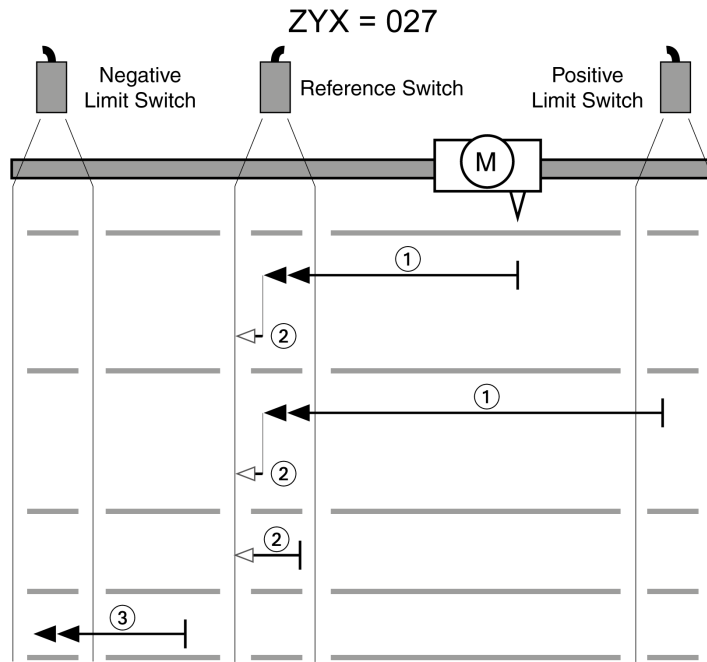 ZYX = 027
Negative
Limit Switch
Reference Switch
Positive
Limit Switch
M
1
2
1
2
2
3